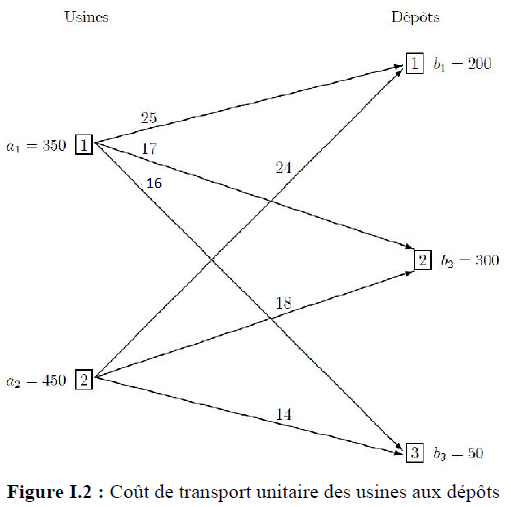 Usines Dépôts
1 b₁ = 200
25
a₁ = 350 1 17
16 24
2 b₂ = 300
18
a₂ = 450 2
14
3 b₃ = 50
Figure I.2 : Coût de transport unitaire des usines aux dépôts